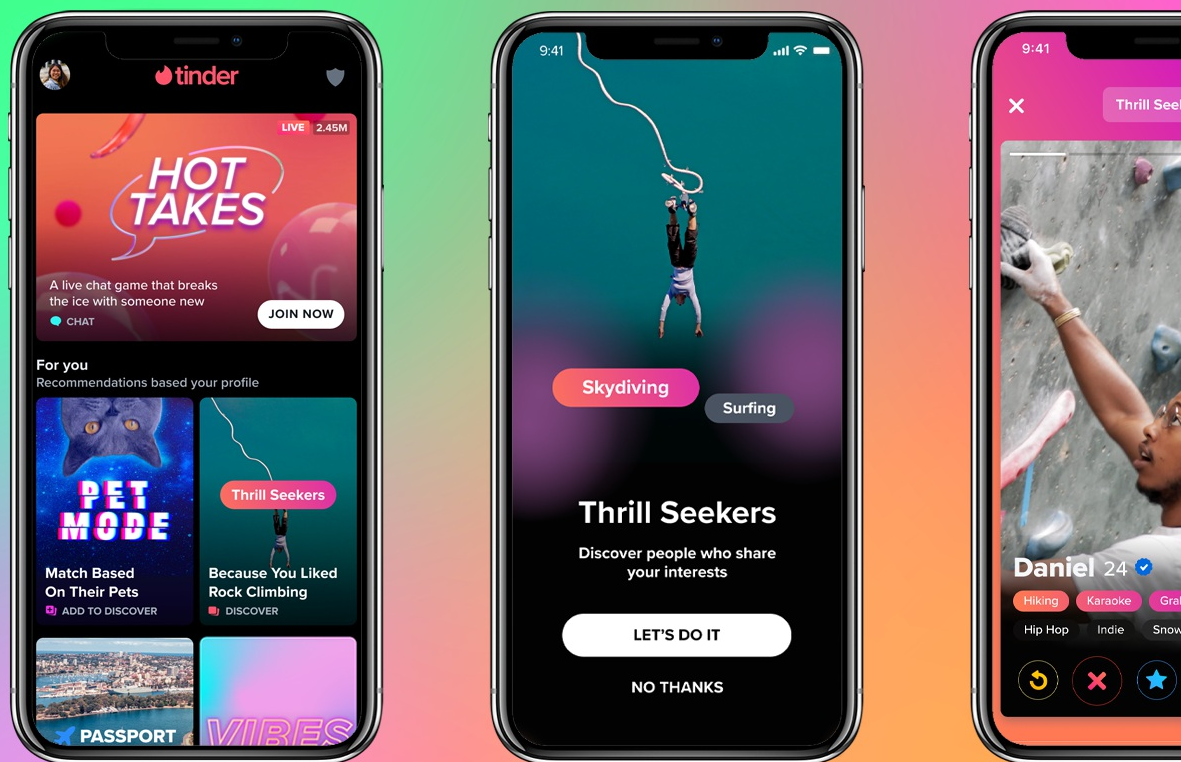 tinder
LIVE 2.45M
HOT
TAKES
A live chat game that breaks
the ice with someone new
CHAT
JOIN NOW
For you
Recommendations based your profile
PET
MODE
Match Based
On Their Pets
ADD TO DISCOVER
Thrill Seekers
Because You Liked
Rock Climbing
DISCOVER
PASSPORT
VIBES
9:41
Skydiving
Surfing
Thrill Seekers
Discover people who share
your interests
LET'S DO IT
NO THANKS
9:41
Thrill
Daniel 24
Hiking Karaoke
Hip Hop Indie